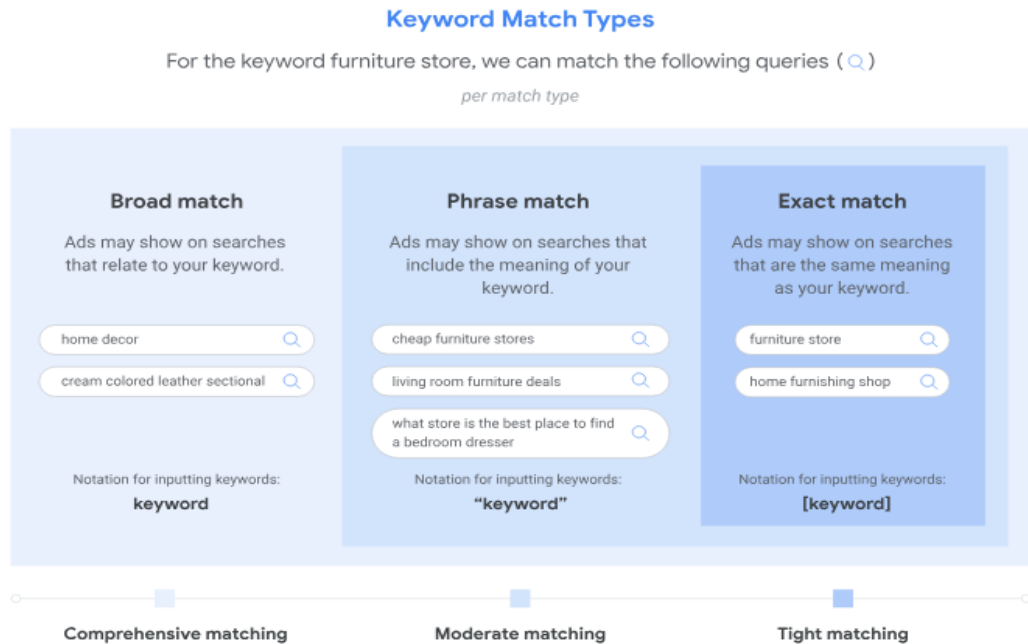 Keyword Match Types
For the keyword furniture store, we can match the following queries ( )
per match type
Broad match
Ads may show on searches
that relate to your keyword.
home decor
cream colored leather sectional
Notation for inputting keywords:
keyword
Phrase match
Ads may show on searches that
include the meaning of your
keyword.
cheap furniture stores
living room furniture deals
what store is the best place to find
a bedroom dresser
Notation for inputting keywords:
“keyword”
Exact match
Ads may show on searches
that are the same meaning
as your keyword.
furniture store
home furnishing shop
Notation for inputting keywords:
[keyword]
Comprehensive matching
Moderate matching
Tight matching